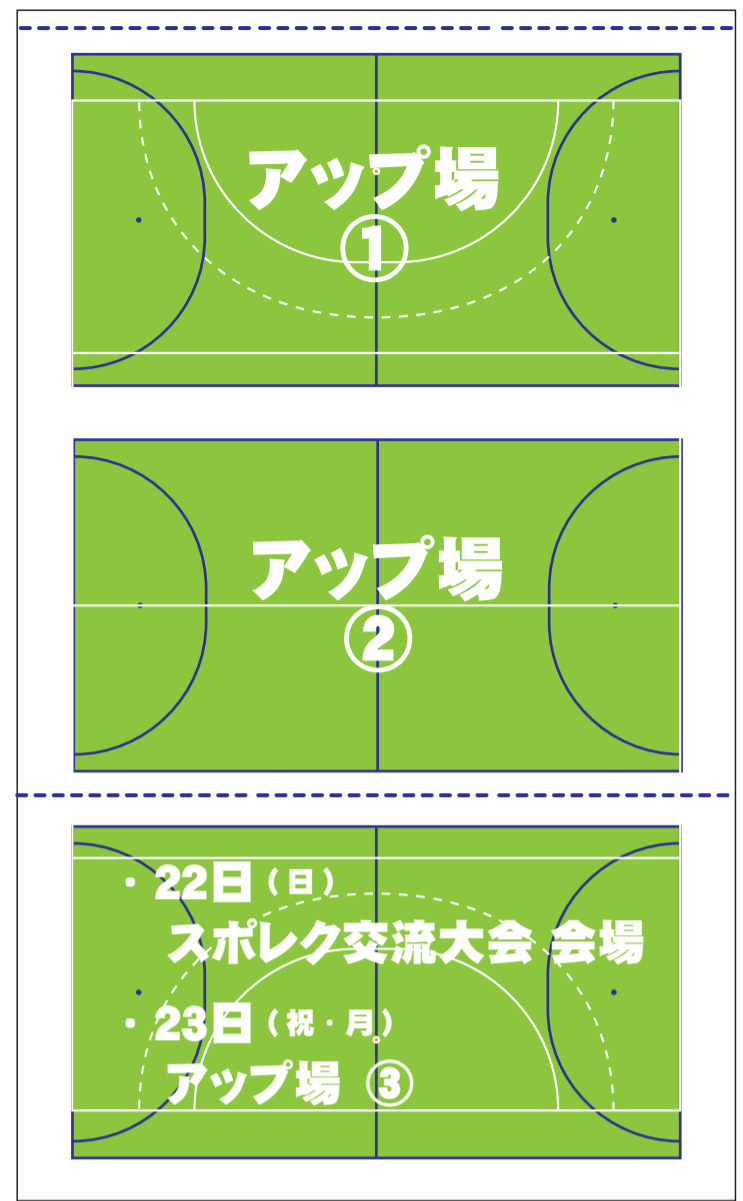 アップ場
①
アップ場
②
・22日(日)
スポレク交流大会 会場
・23日(祝・月)
アップ場 ③